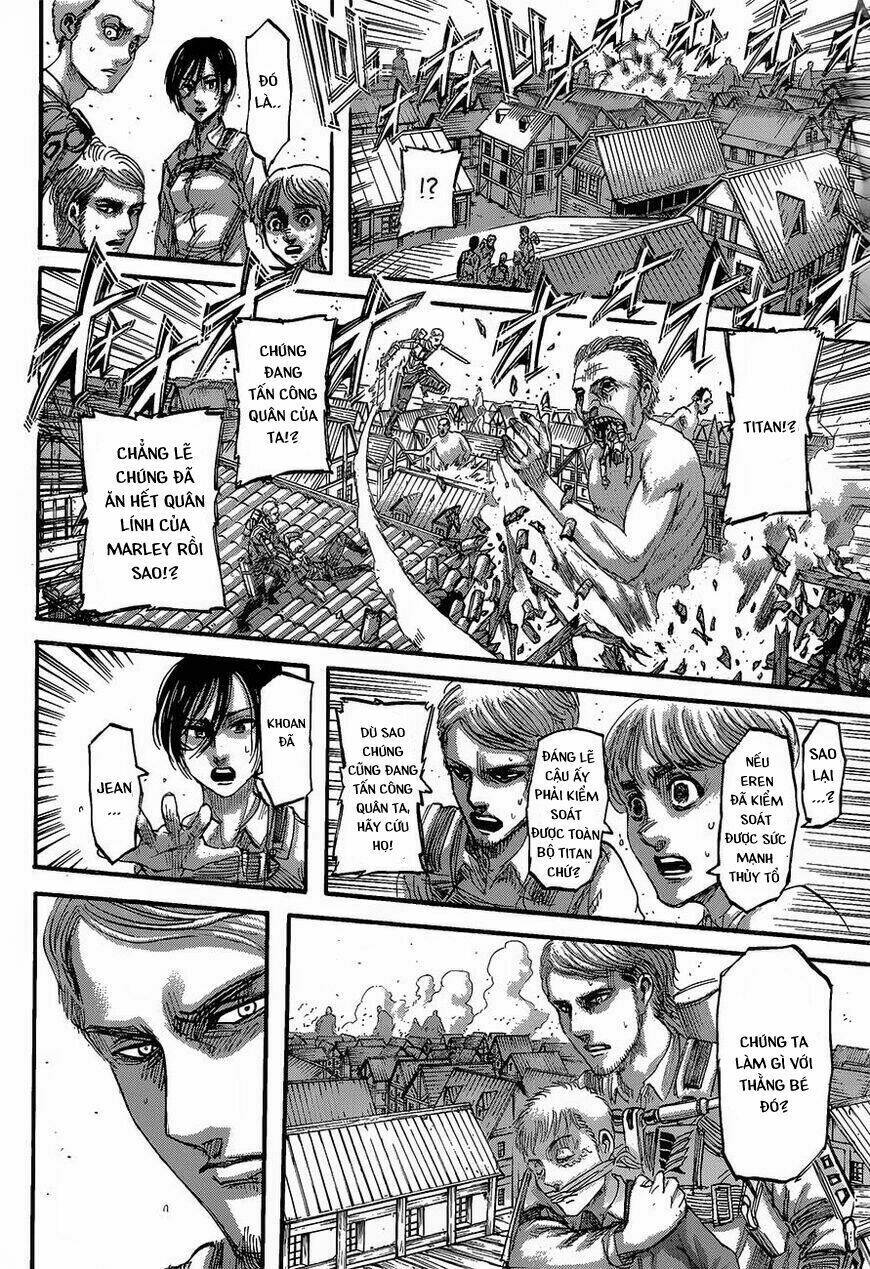 !?
ĐÓ
LÀ..
TITAN!?
CHÚNG
ĐANG
TẤN CÔNG
QUÂN CỦA
TA!?
CHẲNG LẼ
CHÚNG ĐÃ
ĂN HẾT QUÂN
LÍNH CỦA
MARLEY RỒI
SAO!?
SAO
LẠI
...?
NẾU
EREN
ĐÃ KIỂM
SOÁT
ĐƯỢC SỨC
MẠNH
THỦY TỔ
ĐÁNG LẼ
CẬU ẤY
PHẢI KIỂM
SOÁT
ĐƯỢC TOÀN
BỘ TITAN
CHỨ?
DÙ SAO
CHÚNG
CŨNG ĐANG
TẤN CÔNG
QUÂN TA,
HÃY CỨU
HỌ!
KHOAN
ĐÃ
JEAN
CHÚNG TA
LÀM GÌ VỚI
THẰNG BÉ
ĐÓ?